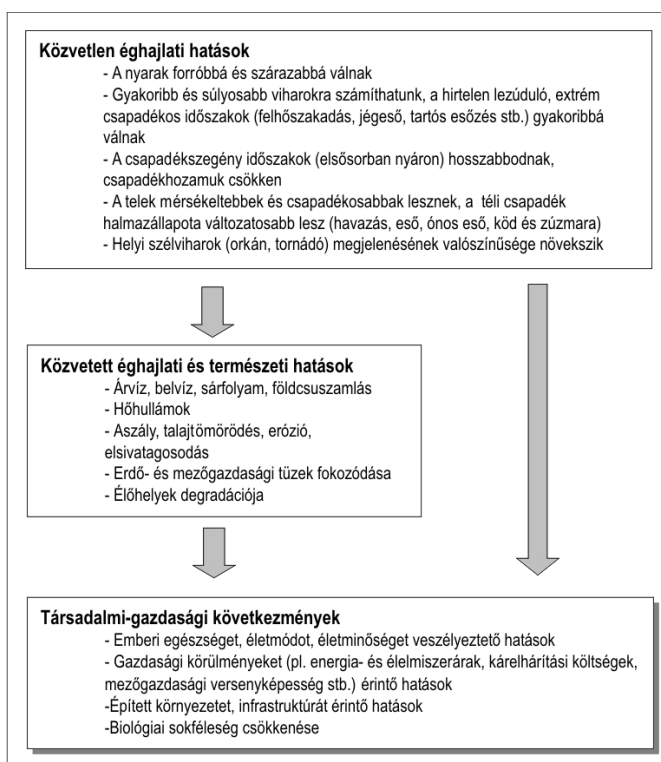 Közvetlen éghajlati hatások
- A nyarak forróbbá és szárazabbá válnak
- Gyakoribb és súlyosabb viharokra számíthatunk, a hirtelen lezúduló, extrém
csapadékos időszakok (felhőszakadás, jégeső, tartós esőzés stb.) gyakoribbá
válnak
- A csapadékszegény időszakok (elsősorban nyáron) hosszabbodnak,
csapadékhozamuk csökken
- A telek mérsékeltebbek és csapadékosabbak lesznek, a téli csapadék
halmazállapota változatosabb lesz (havazás, eső, ónos eső, köd és zúzmara)
- Helyi szélviharok (orkán, tornádó) megjelenésének valószínűsége növekszik
Közvetett éghajlati és természeti hatások
- Árvíz, belvíz, sárfolyam, földcsuszamlás
- Hőhullámok
- Aszály, talajtömörödés, erózió,
elsivatagosodás
- Erdő- és mezőgazdasági tüzek fokozódása
- Élőhelyek degradációja
Társadalmi-gazdasági következmények
- Emberi egészséget, életmódot, életminőséget veszélyeztető hatások
- Gazdasági körülményeket (pl. energia- és élelmiszerárak, kárelhárítási költségek,
mezőgazdasági versenyképesség stb.) érintő hatások
-Épített környezetet, infrastruktúrát érintő hatások
-Biológiai sokféleség csökkenése